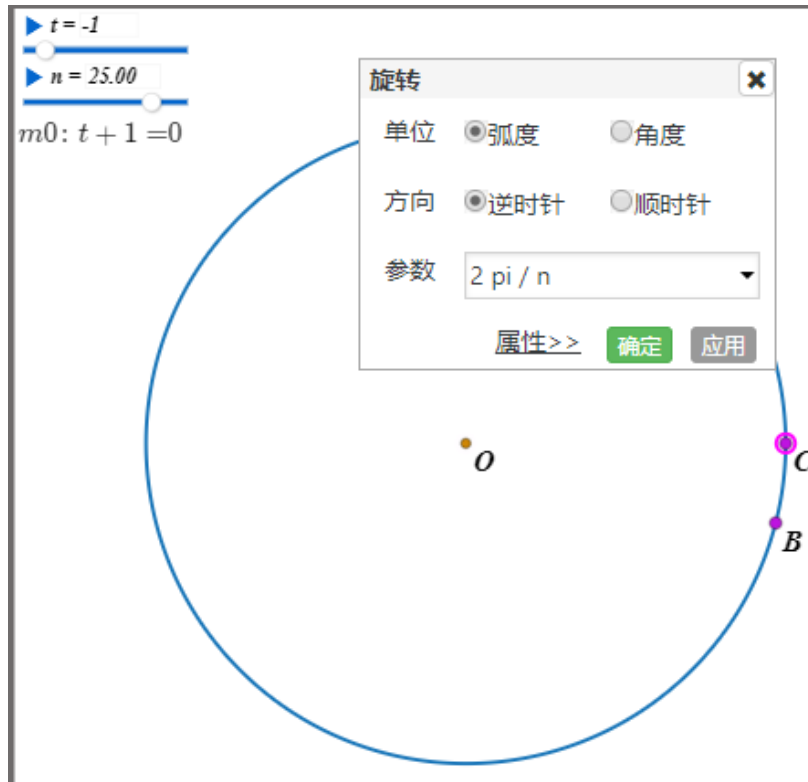 t = -1
n = 25.00
m0: t + 1 =0
旋转
单位 弧度 角度
方向 逆时针 顺时针
参数 2 pi / n
属性>> 确定 应用
O
C
B